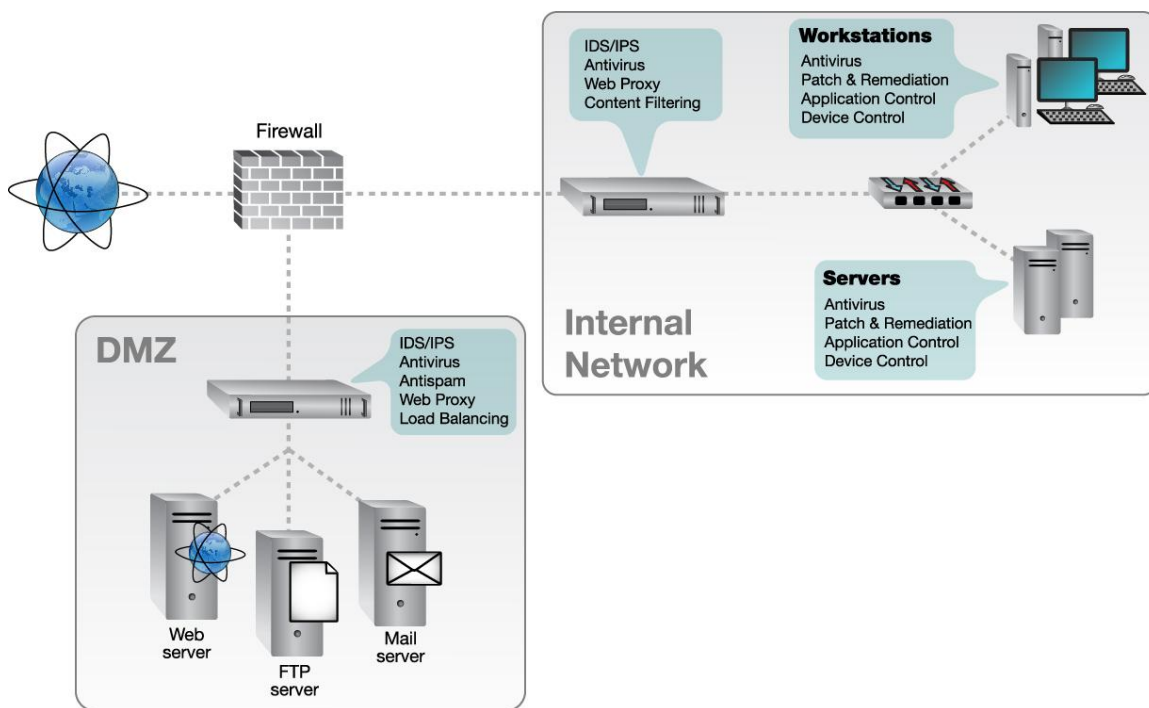 Firewall
IDS/IPS
Antivirus
Web Proxy
Content Filtering
Workstations
Antivirus
Patch & Remediation
Application Control
Device Control
Servers
Antivirus
Patch & Remediation
Application Control
Device Control
Internal
Network
DMZ
IDS/IPS
Antivirus
Antispam
Web Proxy
Load Balancing
Web
server
FTP
server
Mail
server